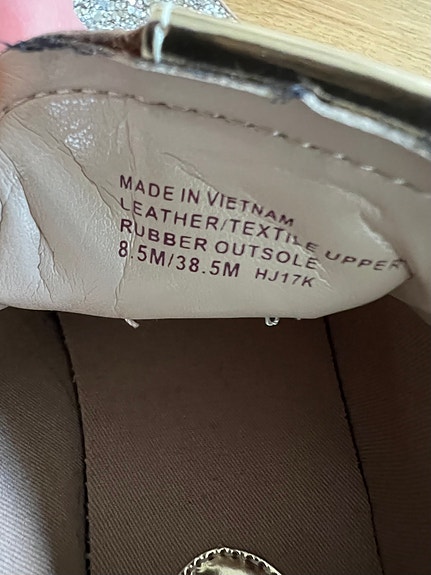 MADE IN VIETNAM
LEATHER/TEXTILE UPPER
RUBBER OUTSOLE
8.5M/38.5M HJ17K